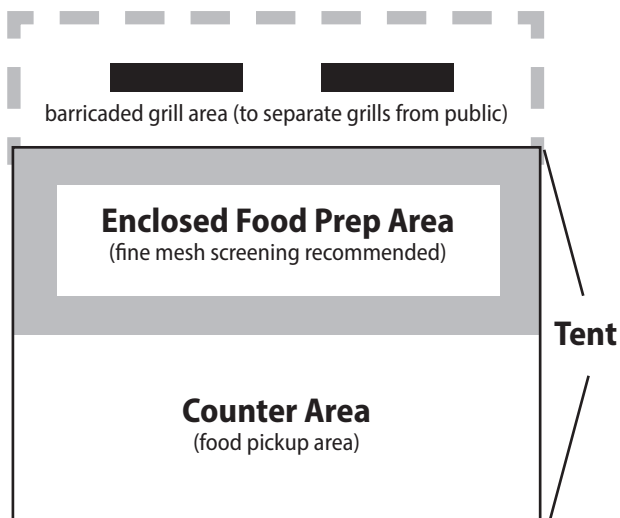 barricaded grill area (to separate grills from public)
Enclosed Food Prep Area
(fine mesh screening recommended)
Tent
Counter Area
(food pickup area)